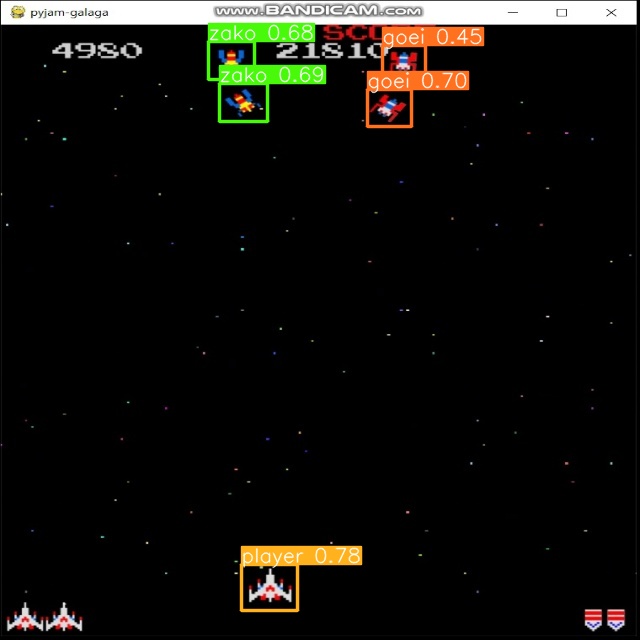 pyjam-galaga
www.BANDICAM.com
zako 0.68
SCO
goei 0.45
4980
21810
zako 0.69
goei 0.70
player 0.78